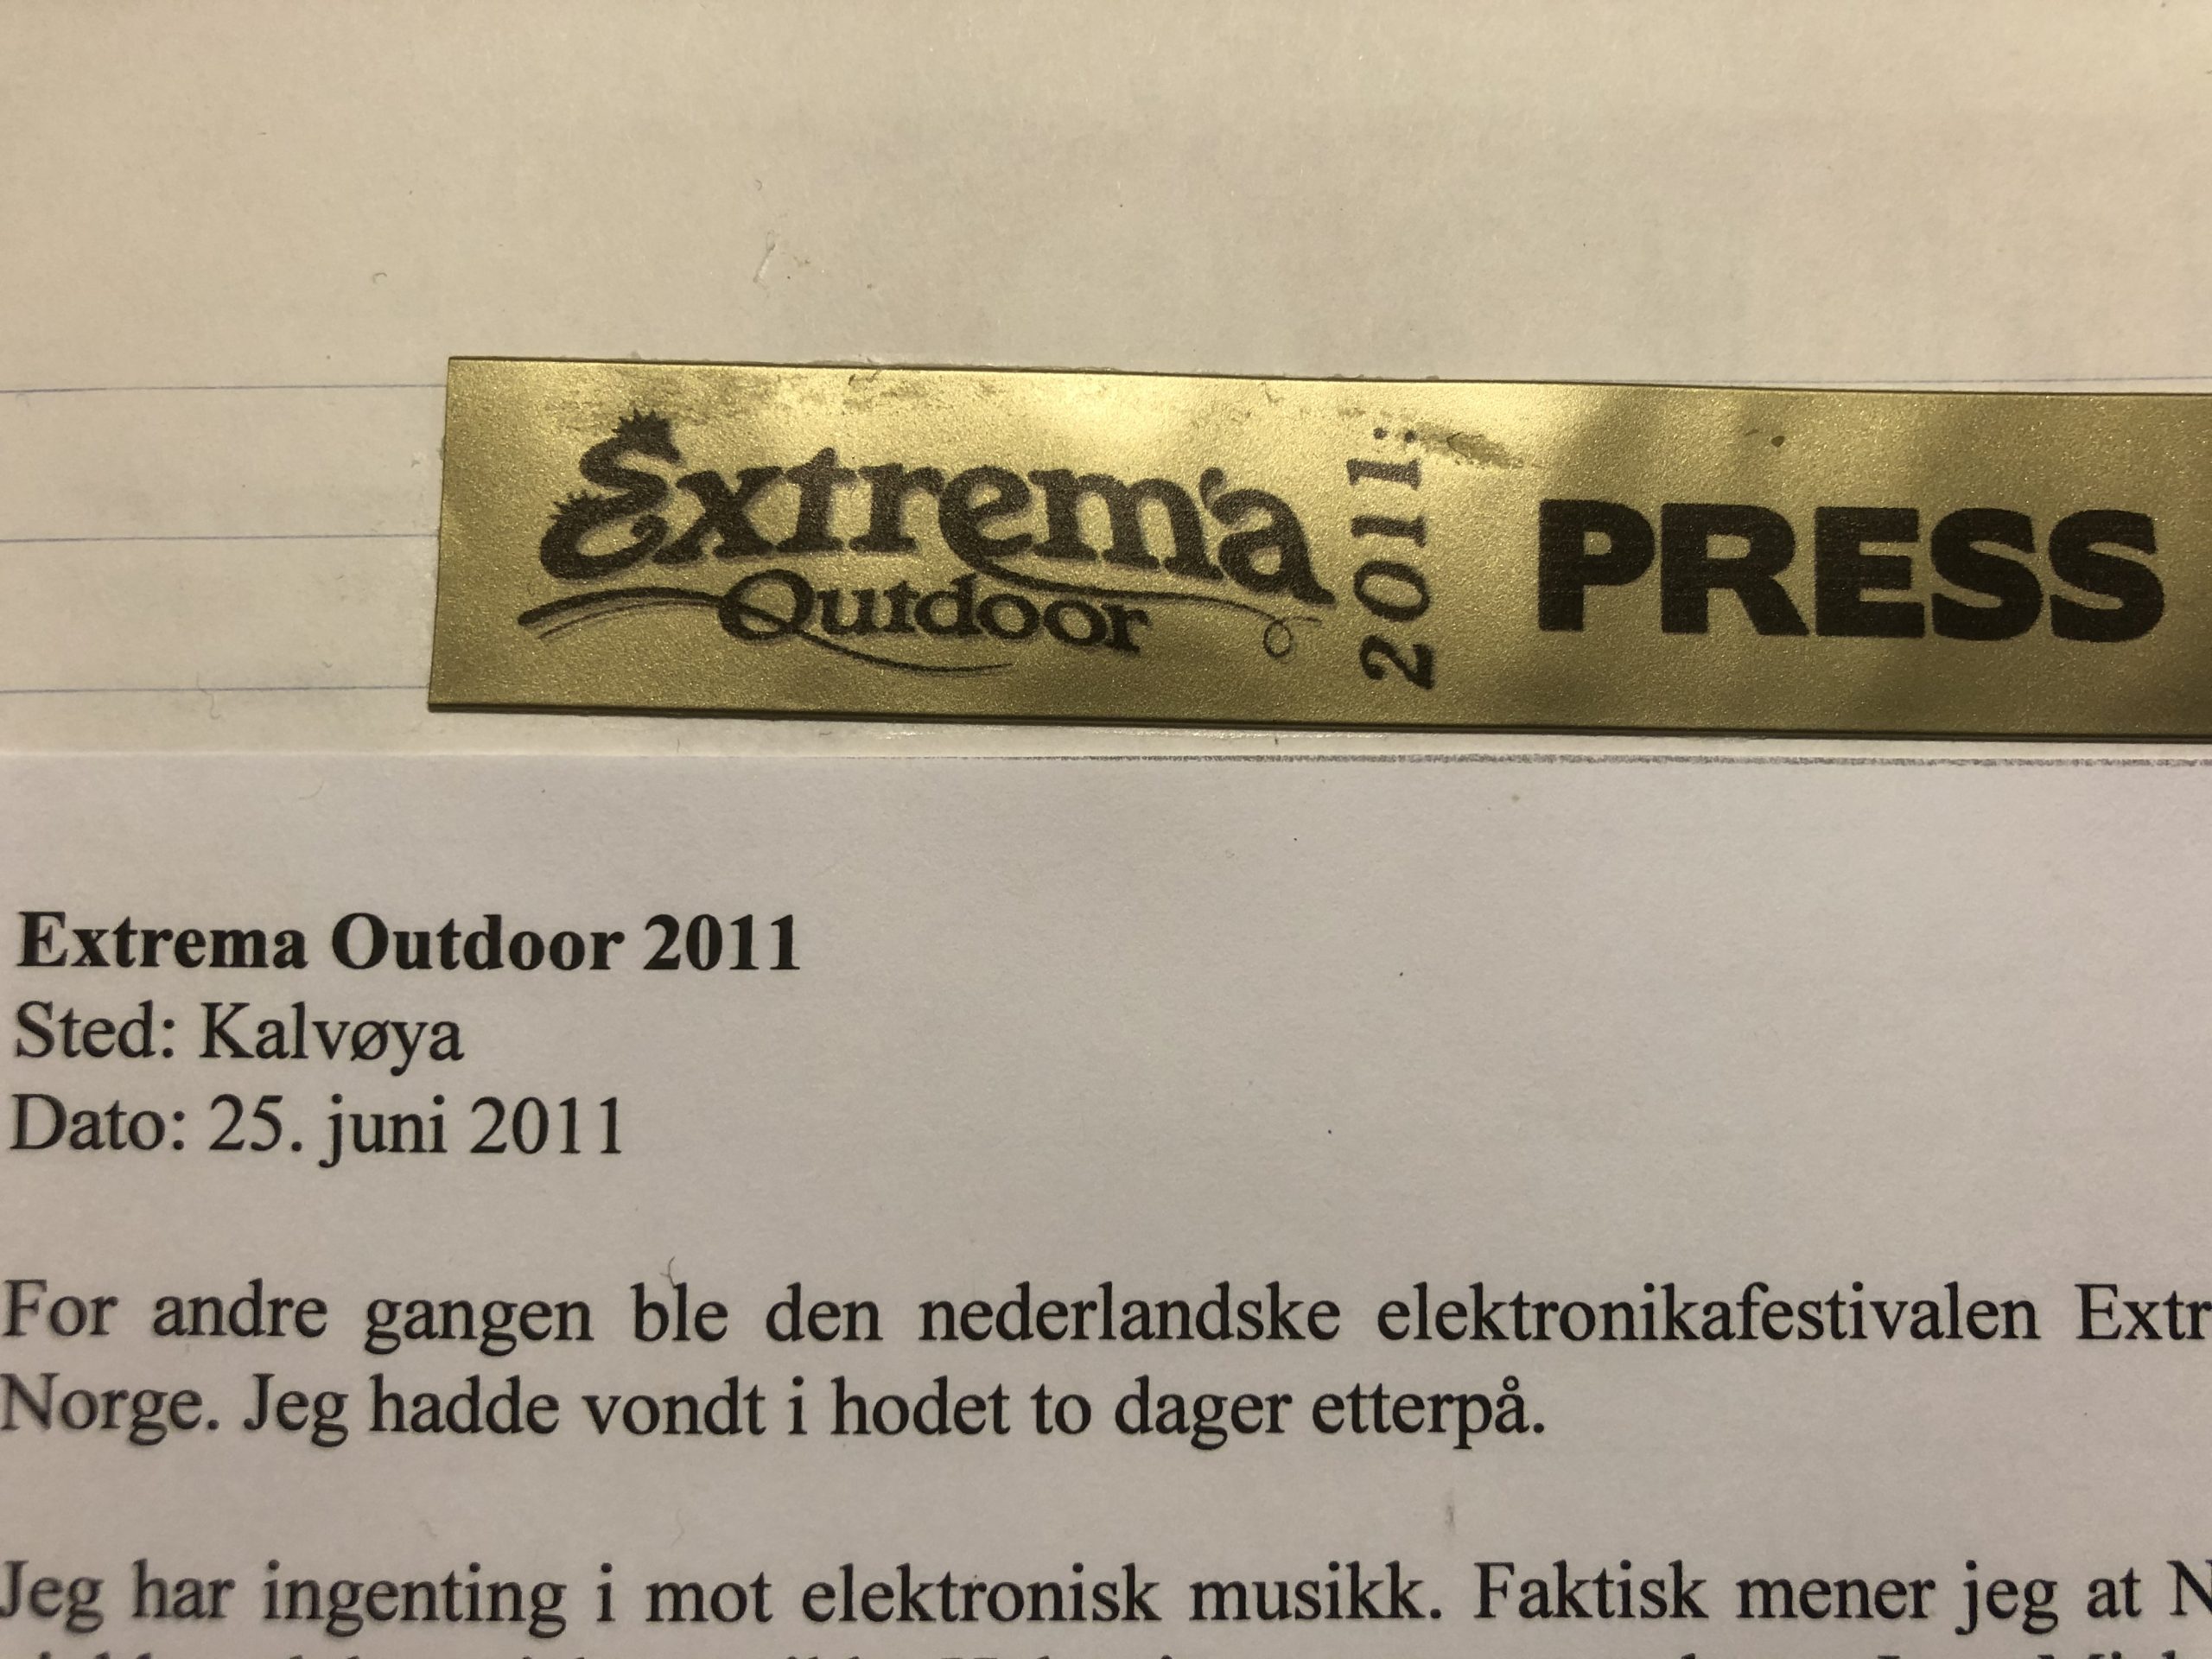 Extrema
Outdoor
2011:
PRESS
Extrema Outdoor 2011
Sted: Kalvøya
Dato: 25. juni 2011
For andre gangen ble den nederlandske elektronikafestivalen Extr
Norge. Jeg hadde vondt i hodet to dager etterpå.
Jeg har ingenting i mot elektronisk musikk. Faktisk mener jeg at N